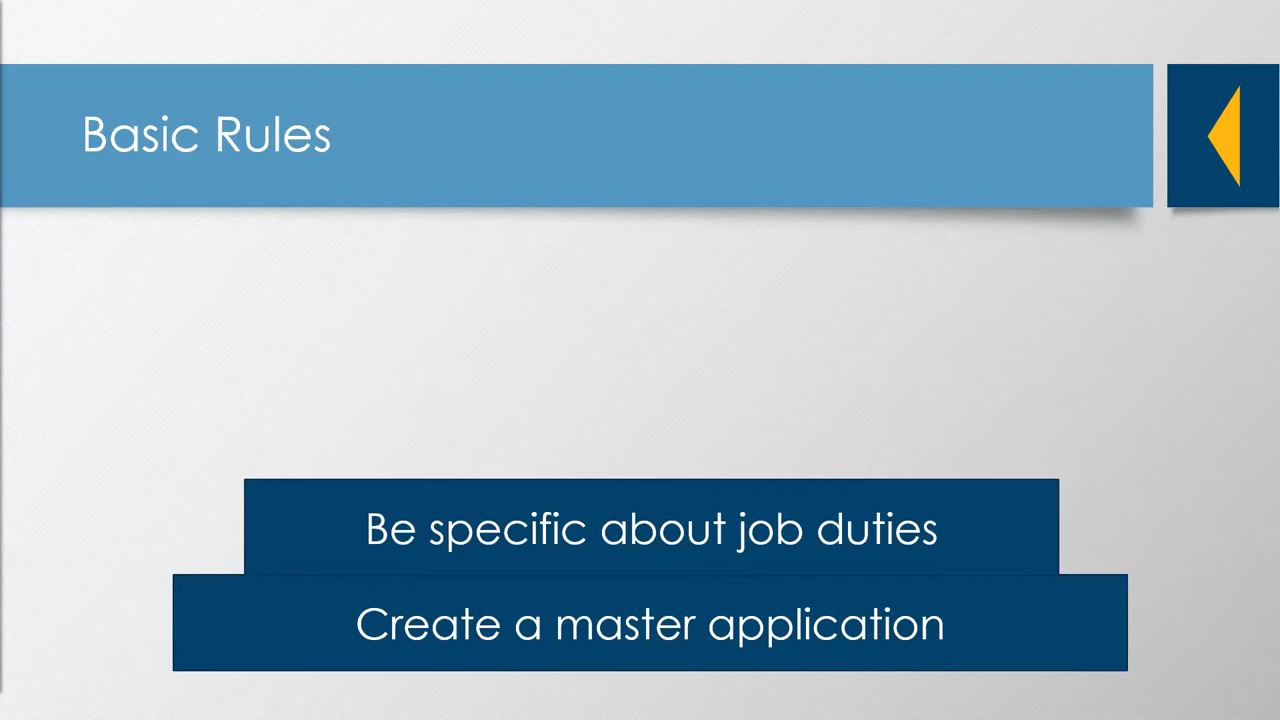 Basic Rules
Be specific about job duties
Create a master application